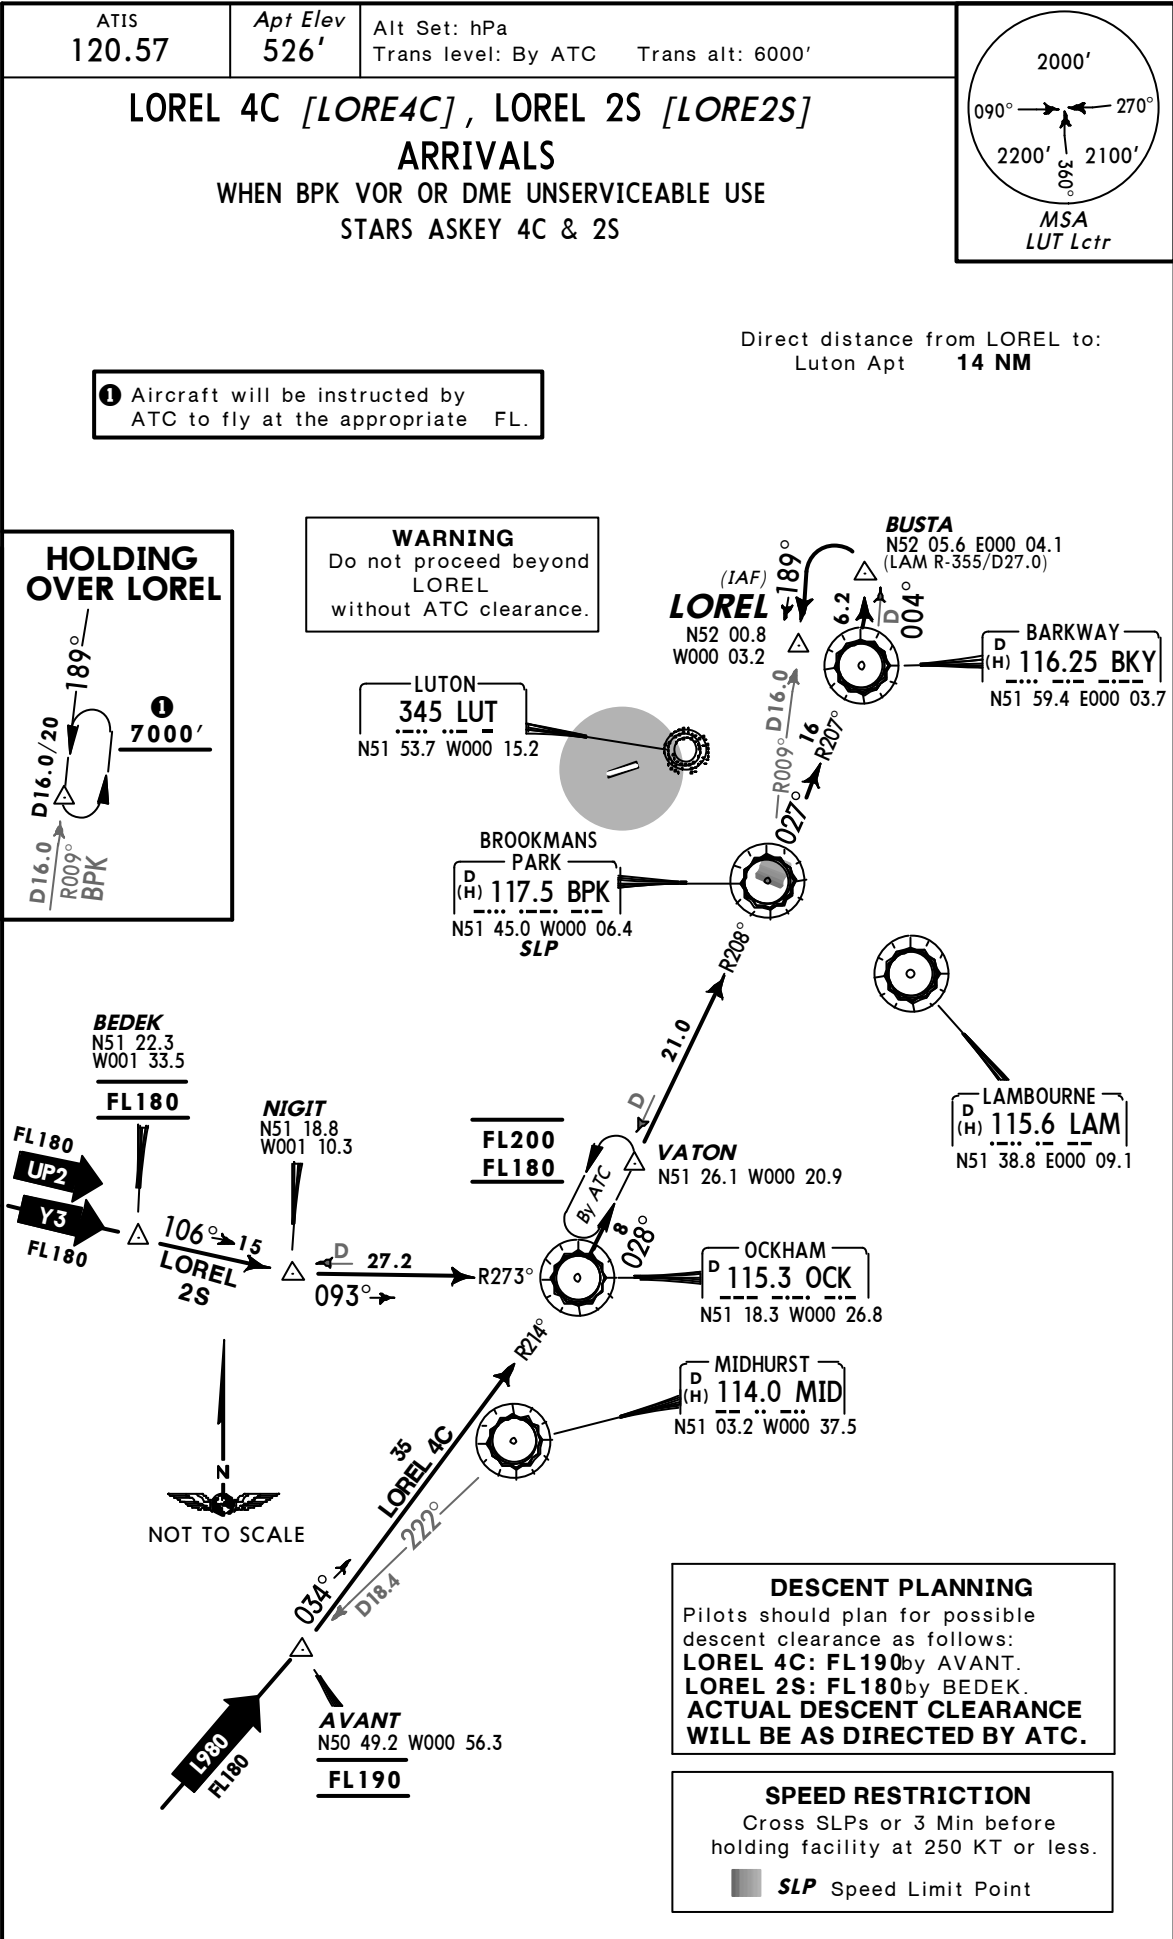 ATIS
120.57
Apt Elev
526'
Alt Set: hPa
Trans level: By ATC Trans alt: 6000'
2000'
090°
270°
2200'
2100'
360°
MSA
LUT Lctr
LOREL 4C [LORE4C] , LOREL 2S [LORE2S]
ARRIVALS
WHEN BPK VOR OR DME UNSERVICEABLE USE
STARS ASKEY 4C & 2S
Direct distance from LOREL to:
Luton Apt 14 NM
1 Aircraft will be instructed by
ATC to fly at the appropriate FL.
HOLDING
OVER LOREL
189°
1
7000'
D16.0/20
D16.0
R009°
BPK
WARNING
Do not proceed beyond
LOREL
without ATC clearance.
BUSTA
N52 05.6 E000 04.1
(LAM R-355/D27.0)
(IAF)
LOREL
N52 00.8
W000 03.2
189°
6.2
D
004°
BARKWAY
D
(H) 116.25 BKY
N51 59.4 E000 03.7
LUTON
345 LUT
N51 53.7 W000 15.2
R009° D16.0
16
R207°
027°
BROOKMANS
PARK
D
(H) 117.5 BPK
N51 45.0 W000 06.4
SLP
R208°
21.0
D
LAMBOURNE
D
(H) 115.6 LAM
N51 38.8 E000 09.1
BEDEK
N51 22.3
W001 33.5
FL180
NIGIT
N51 18.8
W001 10.3
FL200
FL180
VATON
N51 26.1 W000 20.9
By ATC
8
028°
FL180
UP2
Y3
FL180
106°
15
LOREL
2S
D 27.2
093°
R273°
OCKHAM
D 115.3 OCK
N51 18.3 W000 26.8
R214°
MIDHURST
D
(H) 114.0 MID
N51 03.2 W000 37.5
35
LOREL 4C
222°
D18.4
034°
N
NOT TO SCALE
AVANT
N50 49.2 W000 56.3
FL190
L980
FL180
DESCENT PLANNING
Pilots should plan for possible
descent clearance as follows:
LOREL 4C: FL190 by AVANT.
LOREL 2S: FL180 by BEDEK.
ACTUAL DESCENT CLEARANCE
WILL BE AS DIRECTED BY ATC.
SPEED RESTRICTION
Cross SLPs or 3 Min before
holding facility at 250 KT or less.
SLP Speed Limit Point